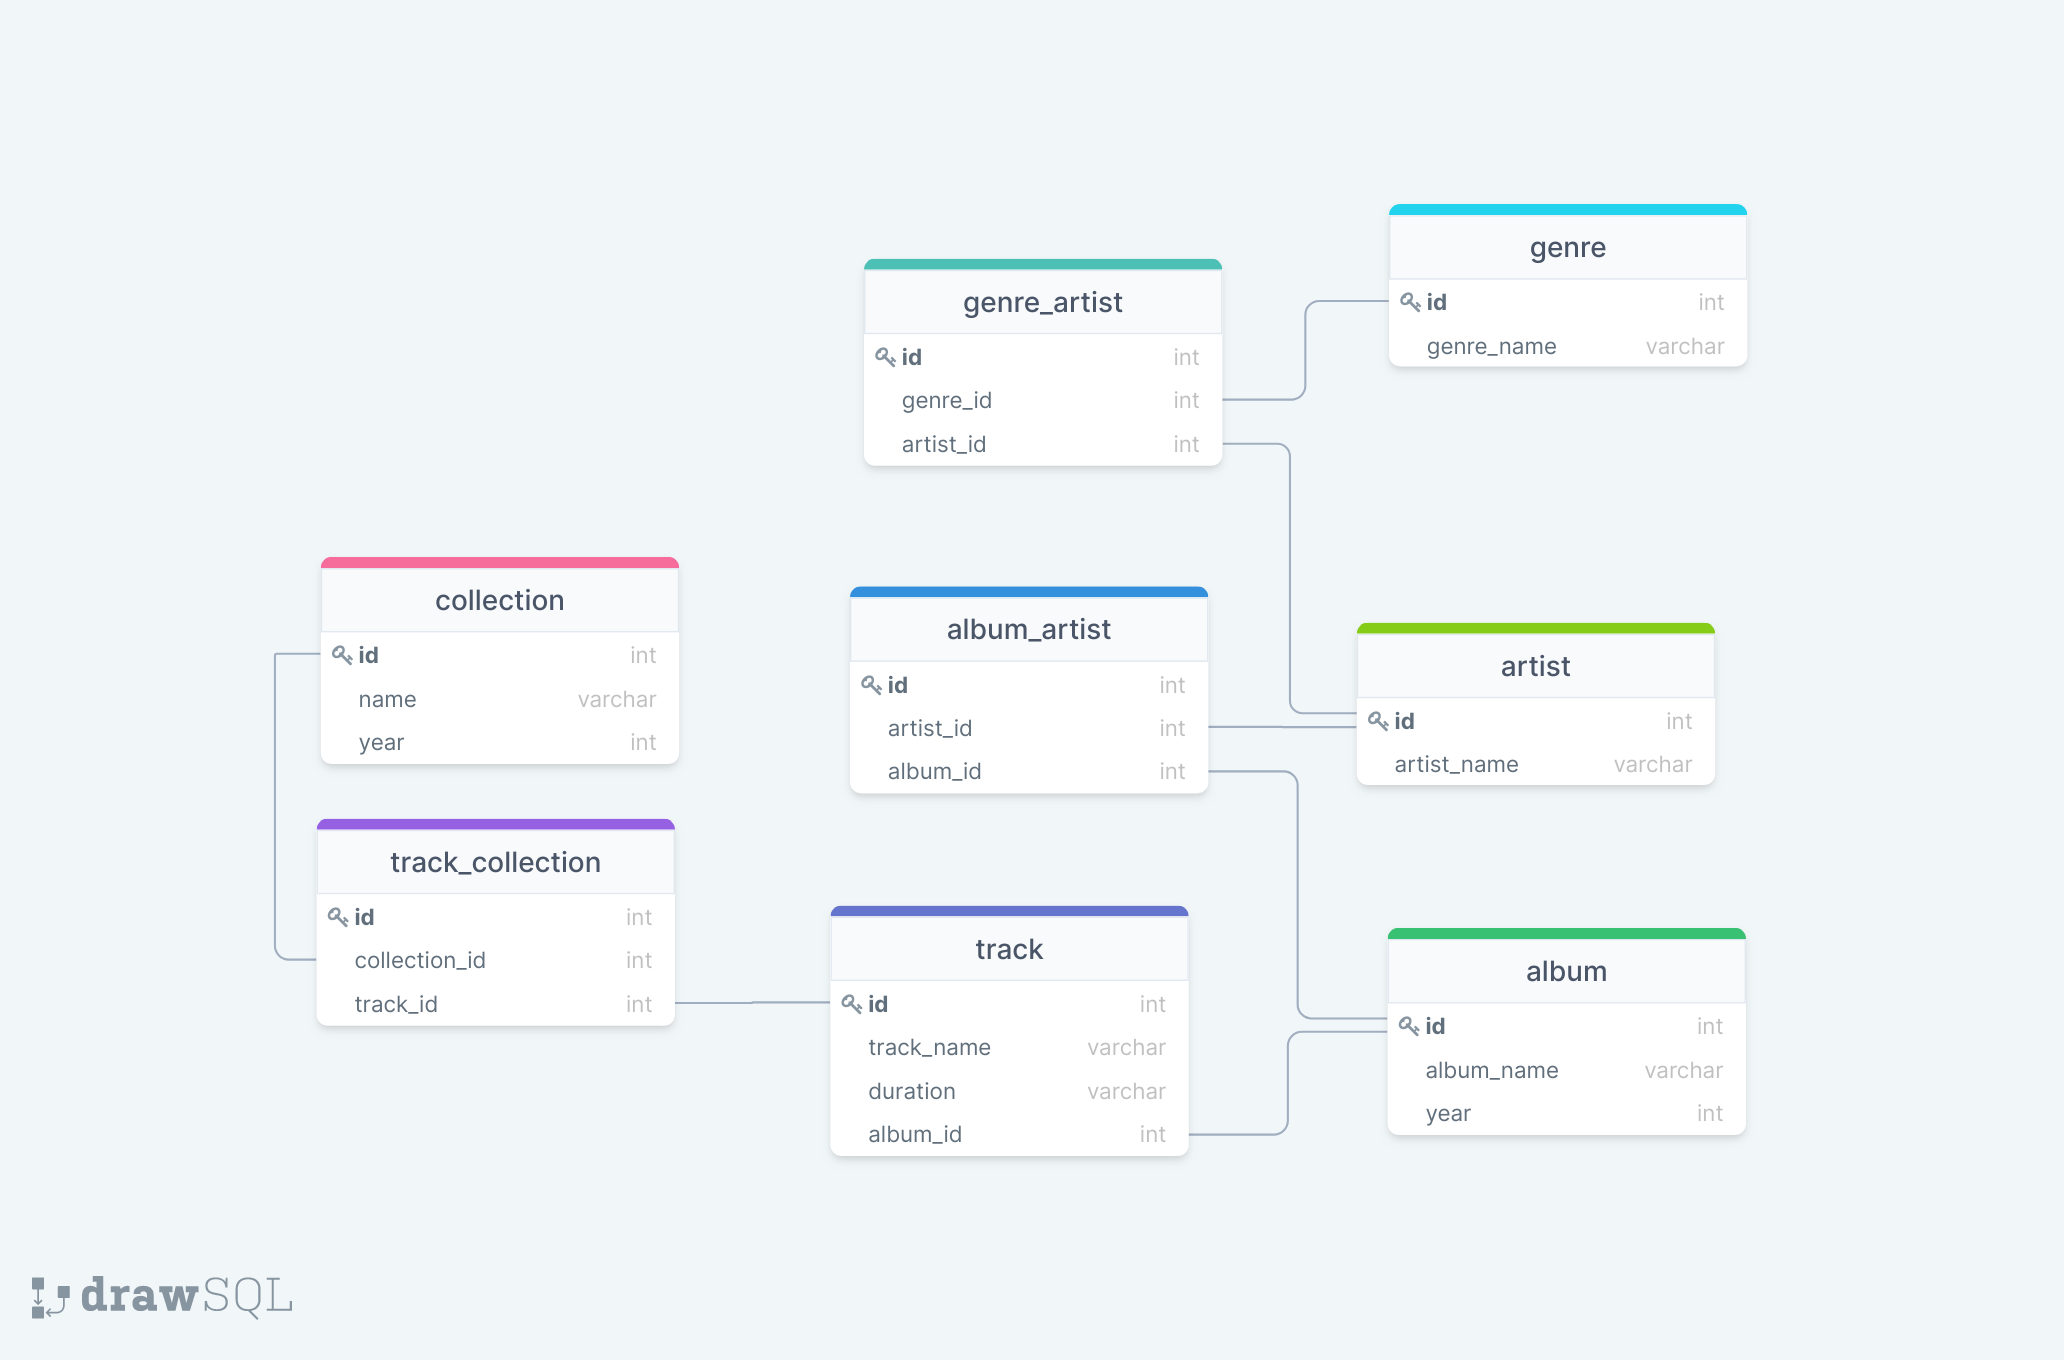 genre
id int
genre_name varchar
genre_artist
id int
genre_id int
artist_id int
collection
id int
name varchar
year int
album_artist
id int
artist_id int
album_id int
artist
id int
artist_name varchar
track_collection
id int
collection_id int
track_id int
track
id int
track_name varchar
duration varchar
album_id int
album
id int
album_name varchar
year int
drawSQL